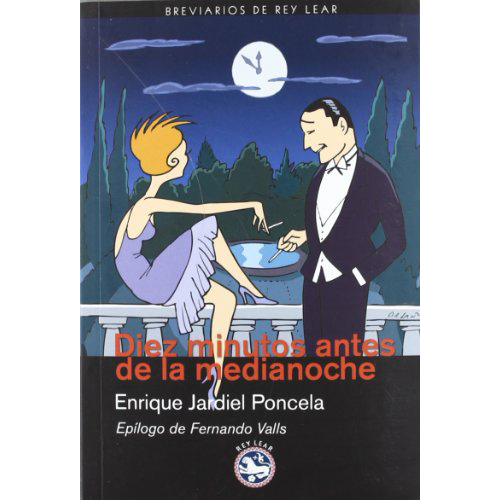 BREVIARIOS DE REY LEAR
Diez minutos antes
de la medianoche
Enrique Jardiel Poncela
Epílogo de Fernando Valls
REY LEAR